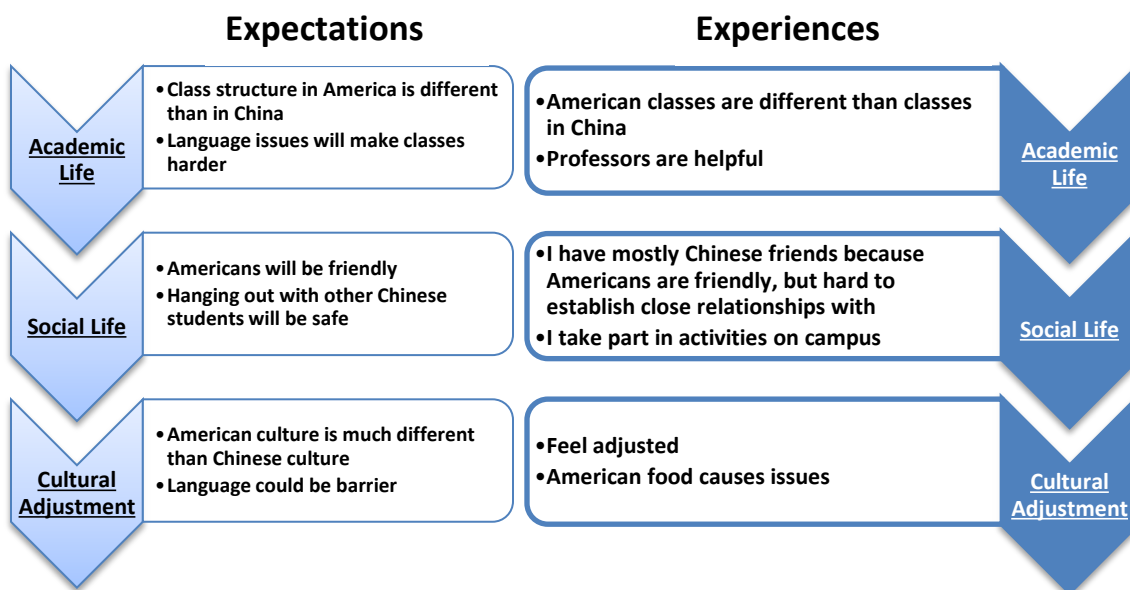 Expectations
Experiences
Academic
Life
• Class structure in America is different
than in China
• Language issues will make classes
harder
• American classes are different than classes
in China
• Professors are helpful
Academic
Life
Social Life
• Americans will be friendly
• Hanging out with other Chinese
students will be safe
• I have mostly Chinese friends because
Americans are friendly, but hard to
establish close relationships with
• I take part in activities on campus
Social Life
Cultural
Adjustment
• American culture is much different
than Chinese culture
• Language could be barrier
• Feel adjusted
• American food causes issues
Cultural
Adjustment